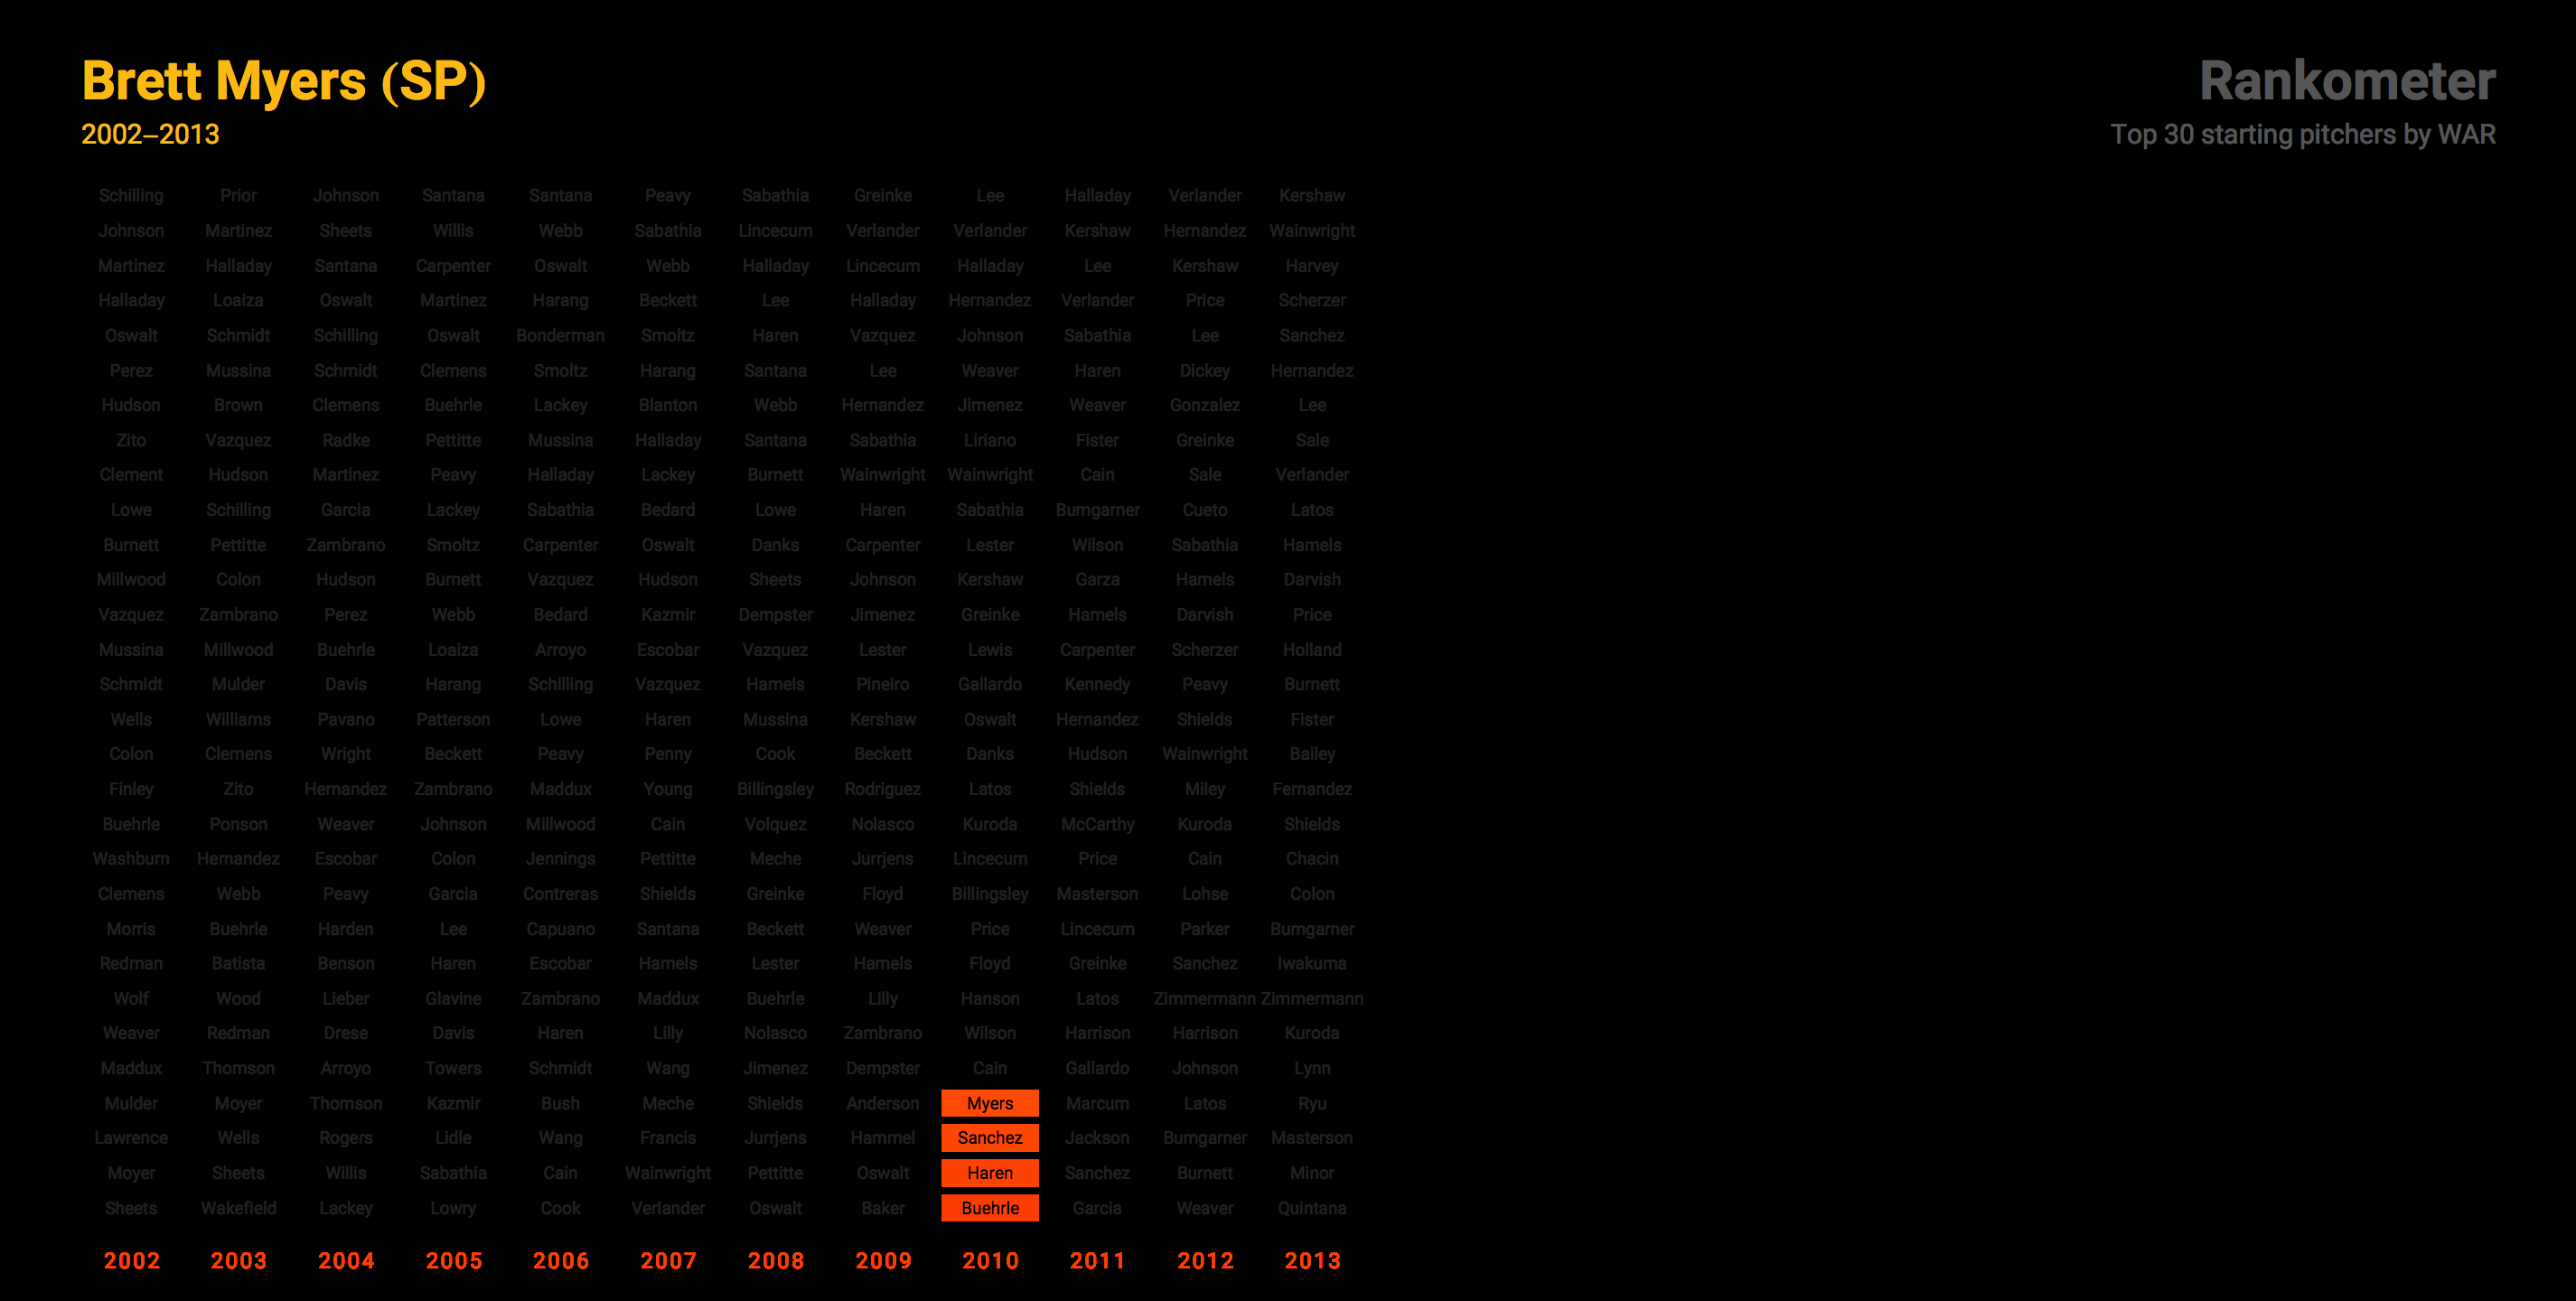 Brett Myers (SP)
2002–2013
Rankometer
Top 30 starting pitchers by WAR
Schilling Prior Johnson Santana Santana Peavy Sabathia Greinke Lee Halladay Verlander Kershaw
Johnson Martinez Sheets Willis Webb Sabathia Lincecum Verlander Verlander Kershaw Hernandez Wainwright
Martinez Halladay Santana Carpenter Oswalt Webb Halladay Lincecum Halladay Lee Kershaw Harvey
Halladay Loaiza Oswalt Martinez Harang Beckett Lee Halladay Hernandez Verlander Price Scherzer
Oswalt Schmidt Schilling Oswalt Bonderman Smoltz Haren Vazquez Johnson Sabathia Lee Sanchez
Perez Mussina Schmidt Clemens Smoltz Harang Santana Lee Weaver Haren Dickey Hernandez
Hudson Brown Clemens Buehrle Lackey Blanton Webb Hernandez Jimenez Weaver Gonzalez Lee
Zito Vazquez Radke Pettitte Mussina Halladay Santana Sabathia Liriano Fister Greinke Sale
Clement Hudson Martinez Peavy Halladay Lackey Burnett Wainwright Wainwright Cain Sale Verlander
Lowe Schilling Garcia Lackey Sabathia Bedard Lowe Haren Sabathia Bumgarner Cueto Latos
Burnett Pettitte Zambrano Smoltz Carpenter Oswalt Danks Carpenter Lester Wilson Sabathia Hamels
Millwood Colon Hudson Burnett Vazquez Hudson Sheets Johnson Kershaw Garza Hamels Darvish
Vazquez Zambrano Perez Webb Bedard Kazmir Dempster Jimenez Greinke Hamels Darvish Price
Mussina Millwood Buehrle Loaiza Arroyo Escobar Vazquez Lester Lewis Carpenter Scherzer Holland
Schmidt Mulder Davis Harang Schilling Vazquez Hamels Pineiro Gallardo Kennedy Peavy Burnett
Wells Williams Pavano Patterson Lowe Haren Mussina Kershaw Oswalt Hernandez Shields Fister
Colon Clemens Wright Beckett Peavy Penny Cook Beckett Danks Hudson Wainwright Bailey
Finley Zito Hernandez Zambrano Maddux Young Billingsley Rodriguez Latos Shields Miley Fernandez
Buehrle Ponson Weaver Johnson Millwood Cain Volquez Nolasco Kuroda McCarthy Kuroda Shields
Washburn Hernandez Escobar Colon Jennings Pettitte Meche Jurrjens Lincecum Price Cain Chacin
Clemens Webb Peavy Garcia Contreras Shields Greinke Floyd Billingsley Masterson Lohse Colon
Morris Buehrle Harden Lee Capuano Santana Beckett Weaver Price Lincecum Parker Bumgarner
Redman Batista Benson Haren Escobar Hamels Lester Hamels Floyd Greinke Sanchez Iwakuma
Wolf Wood Lieber Glavine Zambrano Maddux Buehrle Lilly Hanson Latos Zimmermann Zimmermann
Weaver Redman Drese Davis Haren Lilly Nolasco Zambrano Wilson Harrison Harrison Kuroda
Maddux Thomson Arroyo Towers Schmidt Wang Jimenez Dempster Cain Gallardo Johnson Lynn
Mulder Moyer Thomson Kazmir Bush Meche Shields Anderson Myers Marcum Latos Ryu
Lawrence Wells Rogers Lidle Wang Francis Jurrjens Hammel Sanchez Jackson Bumgarner Masterson
Moyer Sheets Willis Sabathia Cain Wainwright Pettitte Oswalt Haren Sanchez Burnett Minor
Sheets Wakefield Lackey Lowry Cook Verlander Oswalt Baker Buehrle Garcia Weaver Quintana
2002 2003 2004 2005 2006 2007 2008 2009 2010 2011 2012 2013